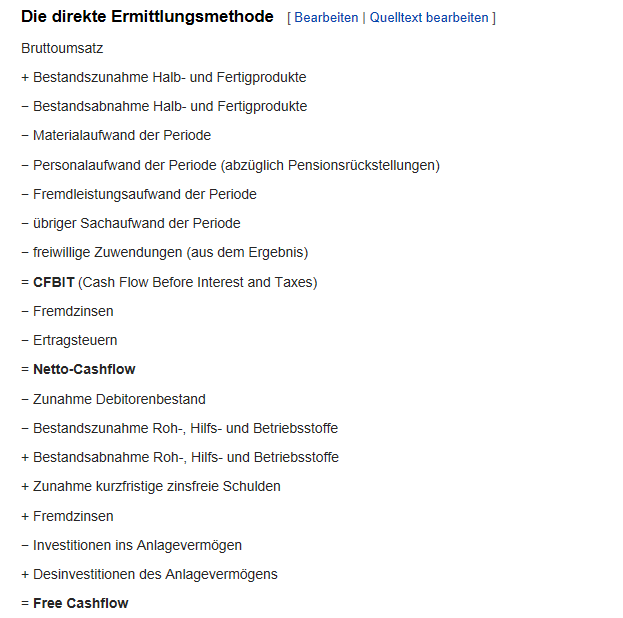 Die direkte Ermittlungsmethode [ Bearbeiten | Quelltext bearbeiten ]
Bruttoumsatz
+ Bestandszunahme Halb- und Fertigprodukte
− Bestandsabnahme Halb- und Fertigprodukte
− Materialaufwand der Periode
− Personalaufwand der Periode (abzüglich Pensionsrückstellungen)
− Fremdleistungsaufwand der Periode
− übriger Sachaufwand der Periode
− freiwillige Zuwendungen (aus dem Ergebnis)
= CFBIT (Cash Flow Before Interest and Taxes)
− Fremdzinsen
− Ertragsteuern
= Netto-Cashflow
− Zunahme Debitorenbestand
− Bestandszunahme Roh-, Hilfs- und Betriebsstoffe
+ Bestandsabnahme Roh-, Hilfs- und Betriebsstoffe
+ Zunahme kurzfristige zinsfreie Schulden
+ Fremdzinsen
− Investitionen ins Anlagevermögen
+ Desinvestitionen des Anlagevermögens
= Free Cashflow